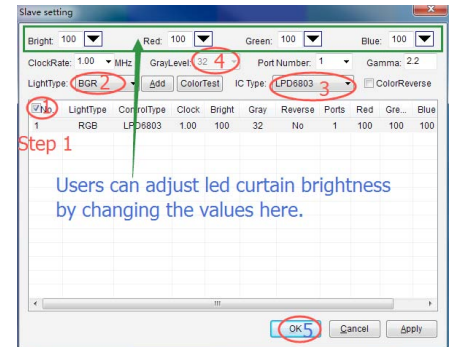 Slave setting
Bright: 100 Red: 100 Green: 100 Blue: 100
ClockRate: 1.00 MHz GrayLevel: 32 4 Port Number: 1 Gamma: 2.2
LightType: BGR 2 Add ColorTest IC Type: LPD6803 3 ColorReverse
1 No. LightType ControlType Clock Bright Gray Reverse Ports Red Gre... Blue
1 RGB LPD6803 1.00 100 32 No 1 100 100 100
Step 1
Users can adjust led curtain brightness
by changing the values here.
OK 5 Cancel Apply